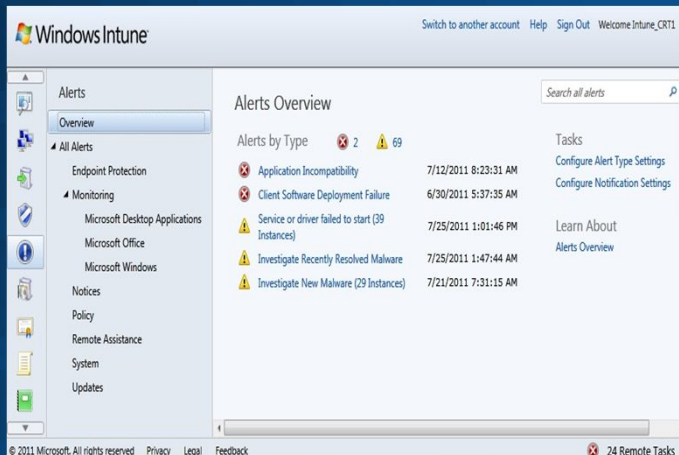 Windows Intune
Switch to another account Help Sign Out Welcome Intune_CRT1
Alerts
Overview
All Alerts
Endpoint Protection
Monitoring
Microsoft Desktop Applications
Microsoft Office
Microsoft Windows
Notices
Policy
Remote Assistance
System
Updates
Alerts Overview
Alerts by Type 2 69
Application Incompatibility 7/12/2011 8:23:31 AM
Client Software Deployment Failure 6/30/2011 5:37:35 AM
Service or driver failed to start (39
Instances) 7/25/2011 1:01:46 PM
Investigate Recently Resolved Malware 7/25/2011 1:47:44 AM
Investigate New Malware (29 Instances) 7/21/2011 7:31:15 AM
Search all alerts
Tasks
Configure Alert Type Settings
Configure Notification Settings
Learn About
Alerts Overview
© 2011 Microsoft. All rights reserved Privacy Legal Feedback
24 Remote Tasks